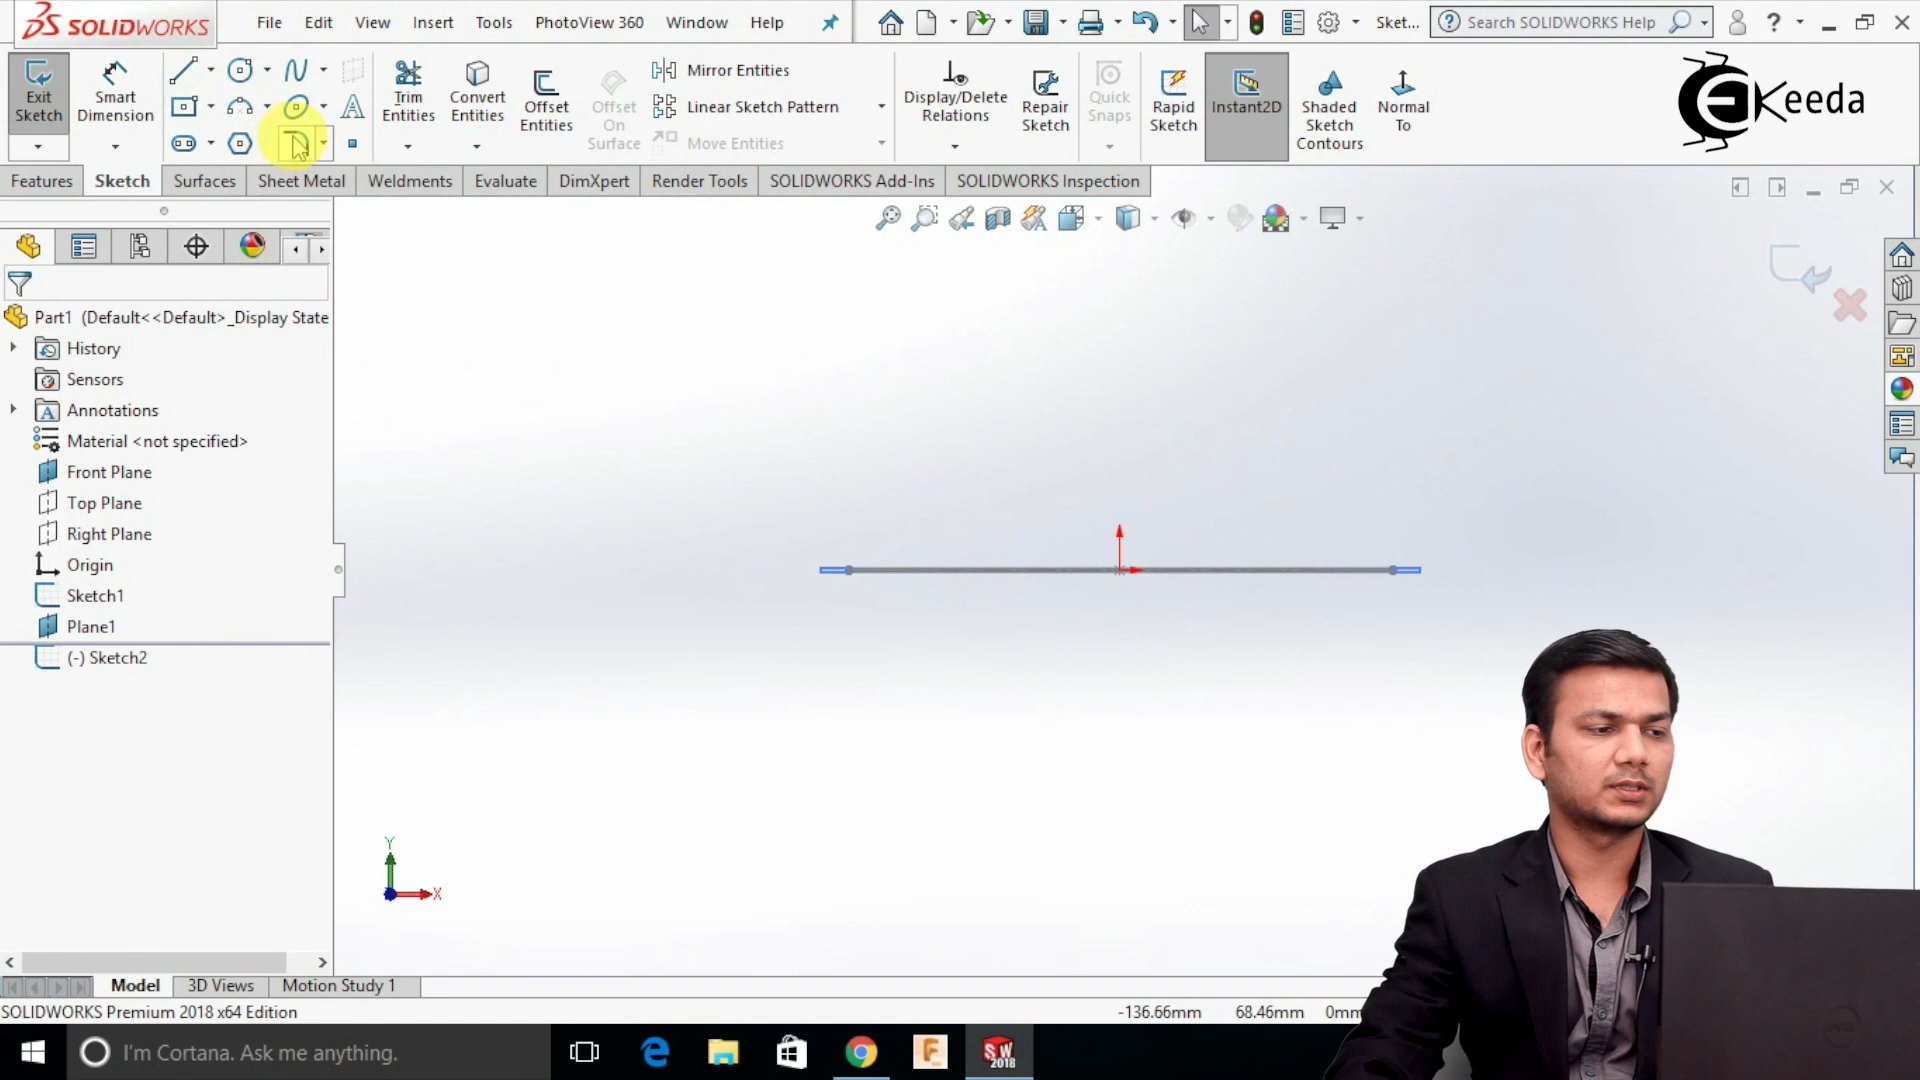 SOLIDWORKS
File Edit View Insert Tools PhotoView 360 Window Help
Sket...
Search SOLIDWORKS Help
Exit Sketch
Smart Dimension
Trim Entities
Convert Entities
Offset Entities
Offset On Surface
Mirror Entities
Linear Sketch Pattern
Move Entities
Display/Delete Relations
Repair Sketch
Quick Snaps
Rapid Sketch
Instant2D
Shaded Sketch Contours
Normal To
EKeeda
Features Sketch Surfaces Sheet Metal Weldments Evaluate DimXpert Render Tools SOLIDWORKS Add-Ins SOLIDWORKS Inspection
Part1 (Default<<Default>_Display State
History
Sensors
Annotations
Material <not specified>
Front Plane
Top Plane
Right Plane
Origin
Sketch1
Plane1
(-) Sketch2
Y
X
Model 3D Views Motion Study 1
SOLIDWORKS Premium 2018 x64 Edition
-136.66mm 68.46mm 0mm
I'm Cortana. Ask me anything.
SW 2018